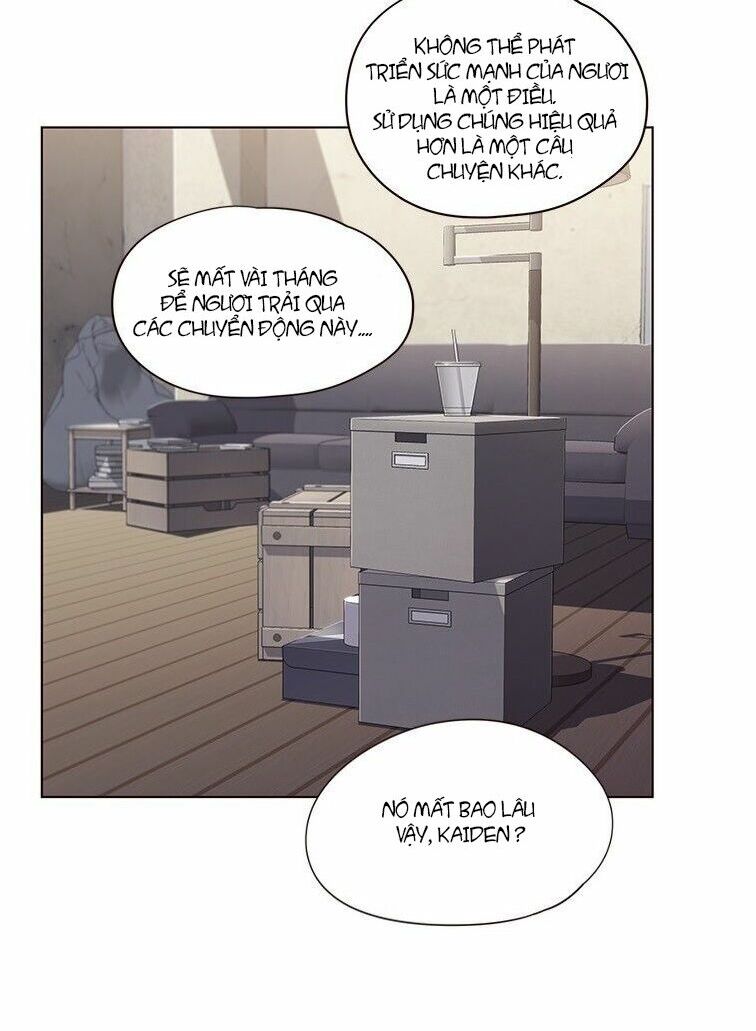 KHÔNG THỂ PHÁT
TRIỂN SỨC MẠNH CỦA NGƯƠI
LÀ MỘT ĐIỀU,
SỬ DỤNG CHÚNG HIỆU QUẢ
HƠN LÀ MỘT CÂU
CHUYỆN KHÁC.
SẼ MẤT VÀI THÁNG
ĐỂ NGƯƠI TRẢI QUA
CÁC CHUYỂN ĐỘNG NÀY....
NÓ MẤT BAO LÂU
VẬY, KAIDEN?